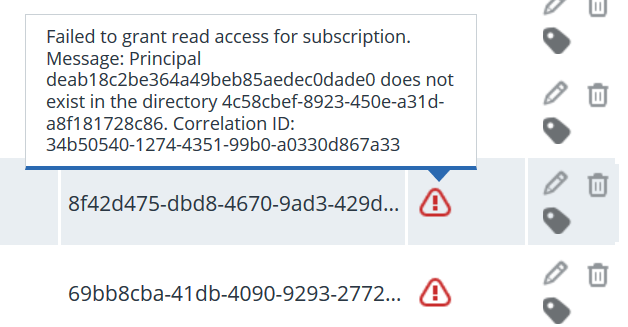 Failed to grant read access for subscription.
Message: Principal
deab18c2be364a49beb85aedec0dade0 does not
exist in the directory 4c58cbef-8923-450e-a31d-
a8f181728c86. Correlation ID:
34b50540-1274-4351-99b0-a0330d867a33
8f42d475-dbd8-4670-9ad3-429d...
69bb8cba-41db-4090-9293-2772...